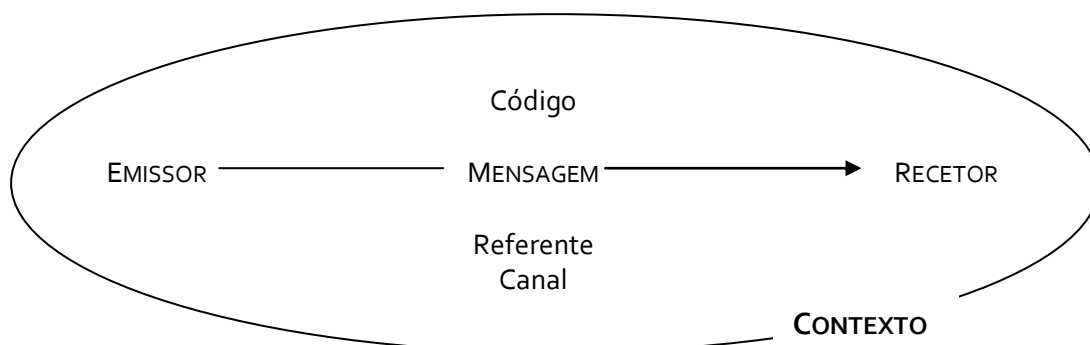 Código
EMISSOR MENSAGEM RECETOR
Referente
Canal
CONTEXTO